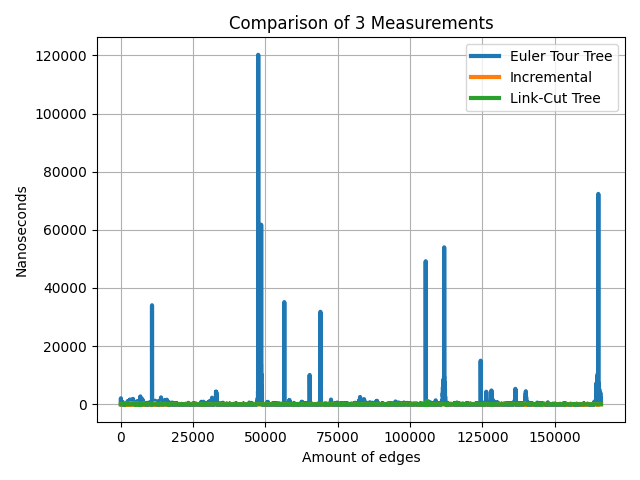 Comparison of 3 Measurements
Euler Tour Tree
Incremental
Link-Cut Tree
Nanoseconds
120000
100000
80000
60000
40000
20000
0
0 25000 50000 75000 100000 125000 150000
Amount of edges